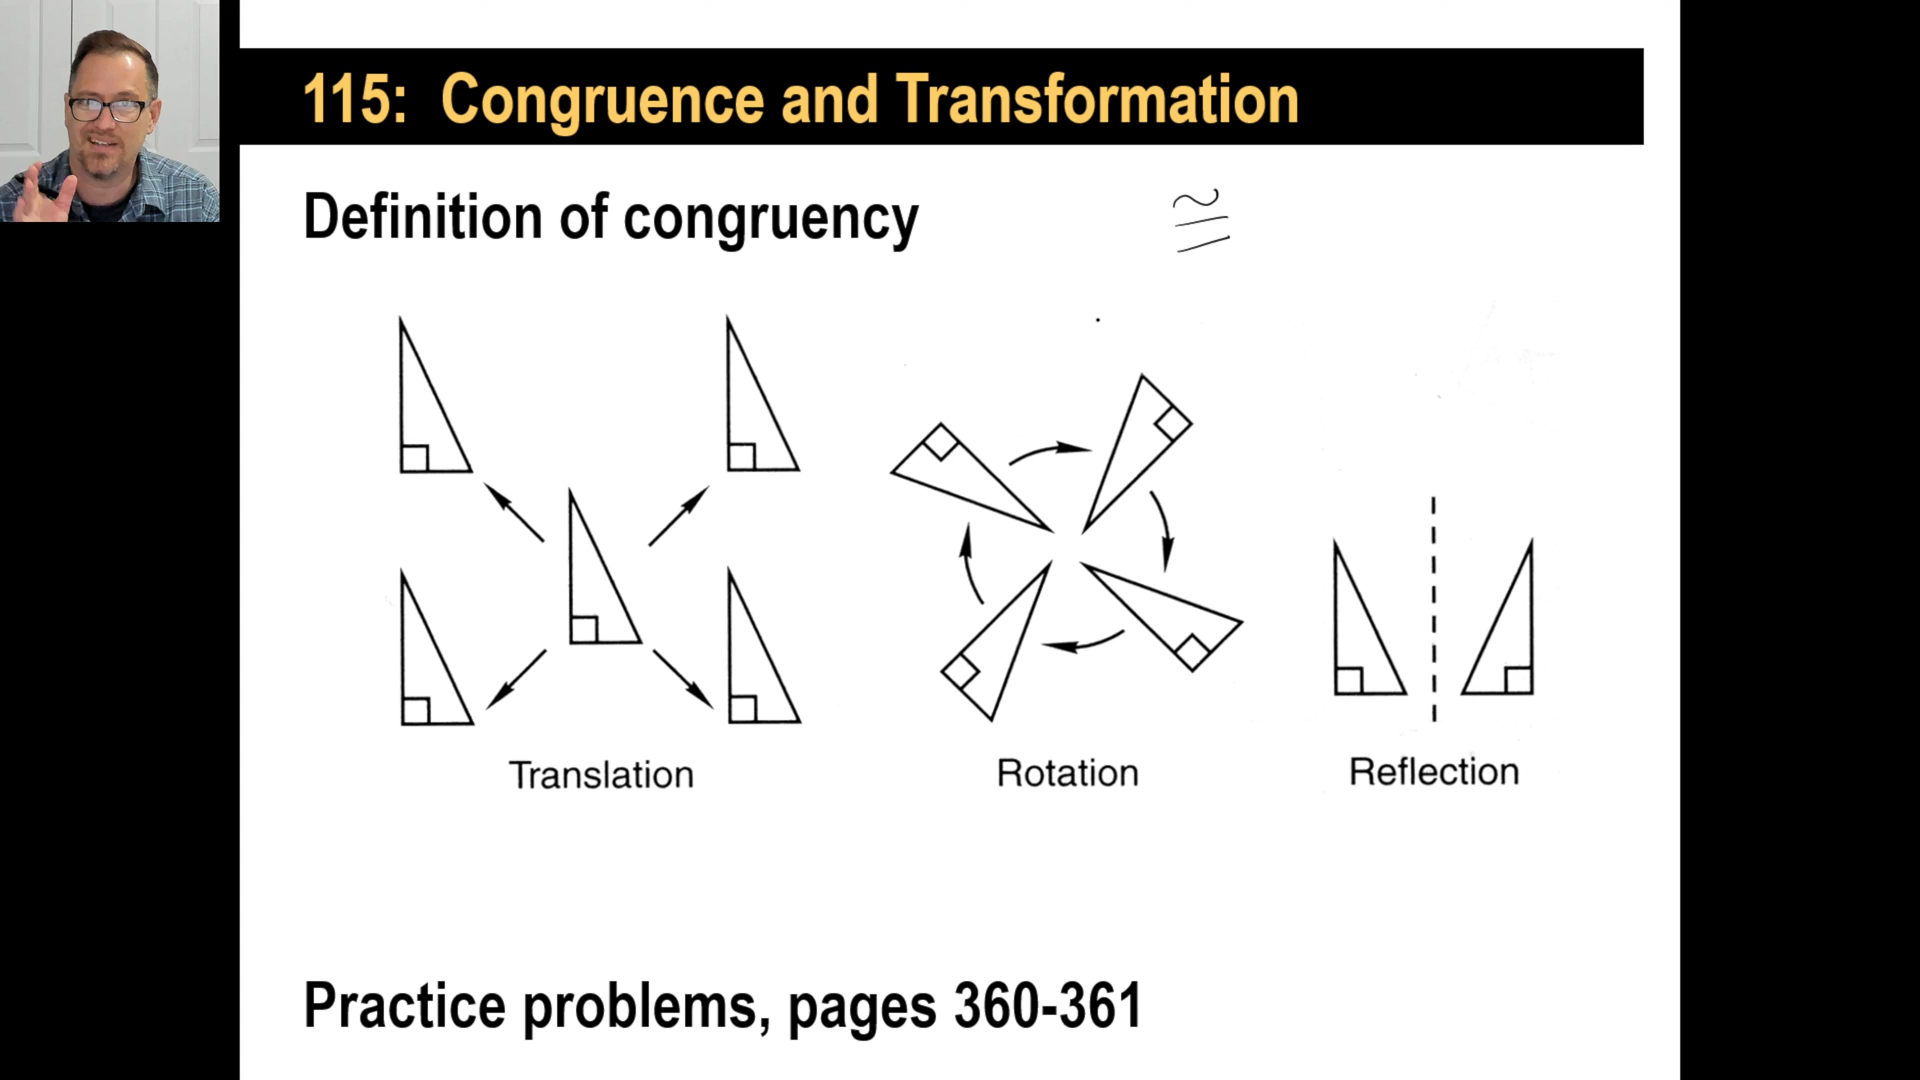 115: Congruence and Transformation
Definition of congruency ≅
Translation Rotation Reflection
Practice problems, pages 360-361